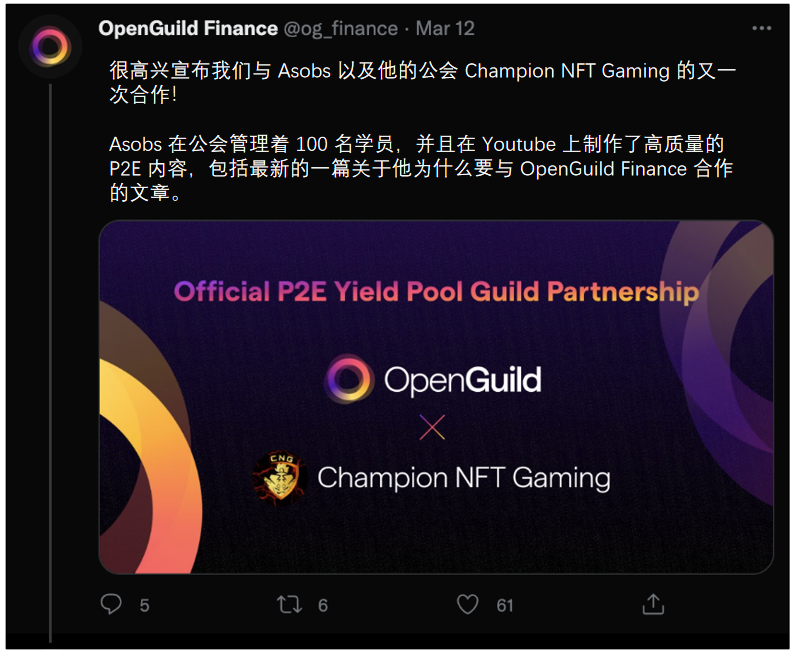 OpenGuild Finance @og_finance · Mar 12
很高兴宣布我们与 Asobs 以及他的公会 Champion NFT Gaming 的又一
次合作！
Asobs 在公会管理着 100 名学员，并且在 Youtube 上制作了高质量的
P2E 内容，包括最新的一篇关于他为什么要与 OpenGuild Finance 合作
的文章。
Official P2E Yield Pool Guild Partnership
OpenGuild
CNG
Champion NFT Gaming
5 6 61